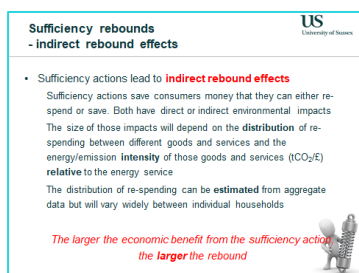 Sufficiency rebounds
- indirect rebound effects
US
University of Sussex
• Sufficiency actions lead to indirect rebound effects
Sufficiency actions save consumers money that they can either re-
spend or save. Both have direct or indirect environmental impacts
The size of those impacts will depend on the distribution of re-
spending between different goods and services and the
energy/emission intensity of those goods and services (tCO₂/£)
relative to the energy service
The distribution of re-spending can be estimated from aggregate
data but will vary widely between individual households
The larger the economic benefit from the sufficiency action,
the larger the rebound